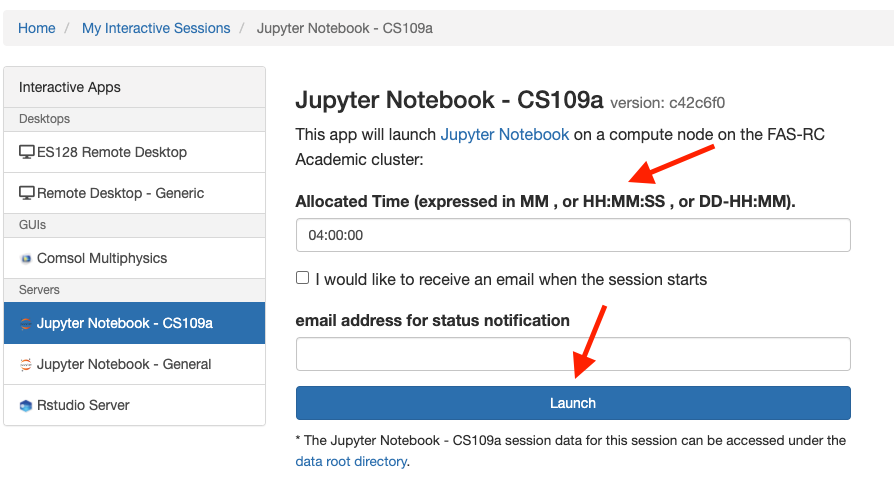 Home / My Interactive Sessions / Jupyter Notebook - CS109a
Interactive Apps
Desktops
ES128 Remote Desktop
Remote Desktop - Generic
GUIs
Comsol Multiphysics
Servers
Jupyter Notebook - CS109a
Jupyter Notebook - General
Rstudio Server
Jupyter Notebook - CS109a version: c42c6f0
This app will launch Jupyter Notebook on a compute node on the FAS-RC
Academic cluster:
Allocated Time (expressed in MM , or HH:MM:SS , or DD-HH:MM).
04:00:00
I would like to receive an email when the session starts
email address for status notification
Launch
* The Jupyter Notebook - CS109a session data for this session can be accessed under the
data root directory.